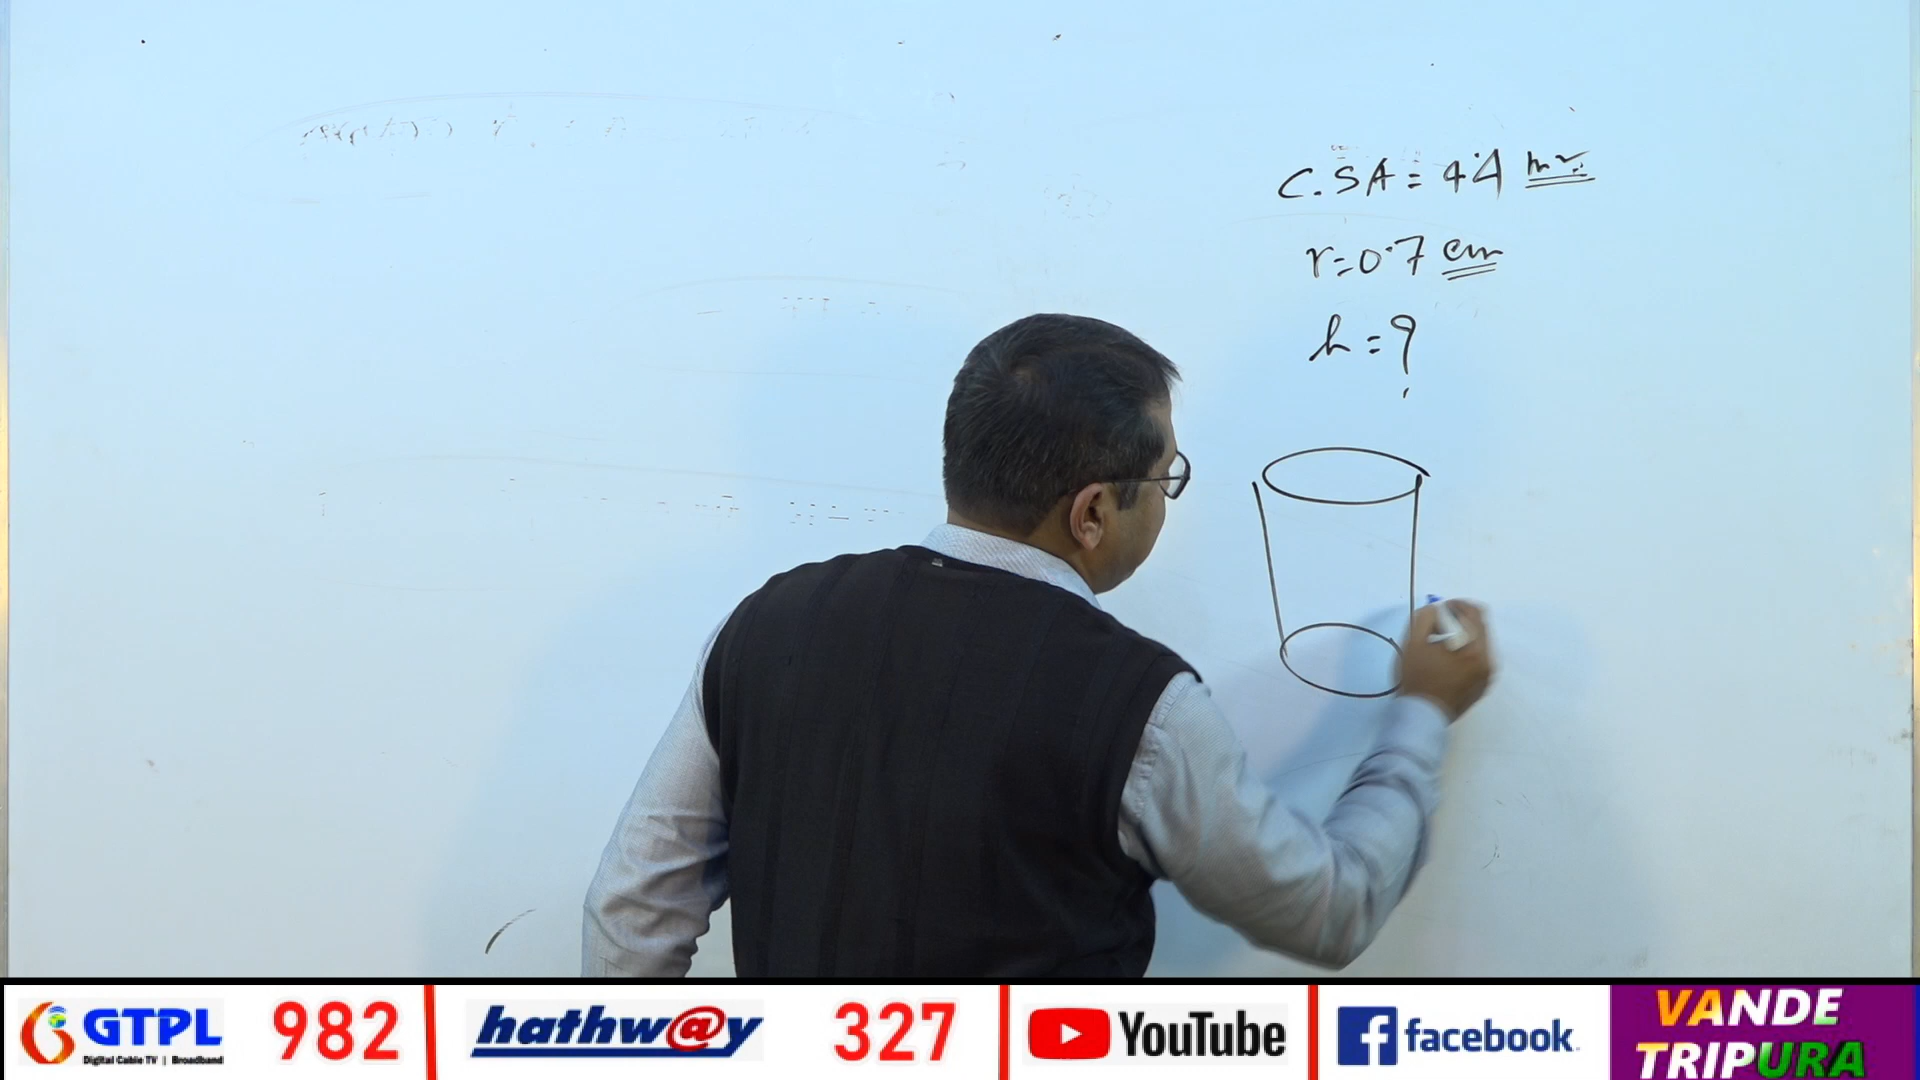 C.SA = 4.4 m²
r = 0.7 cm
h = ?
GTPL 982 hathw@y 327 YouTube facebook VANDE
Digital Cable TV | Broadband TRIPURA